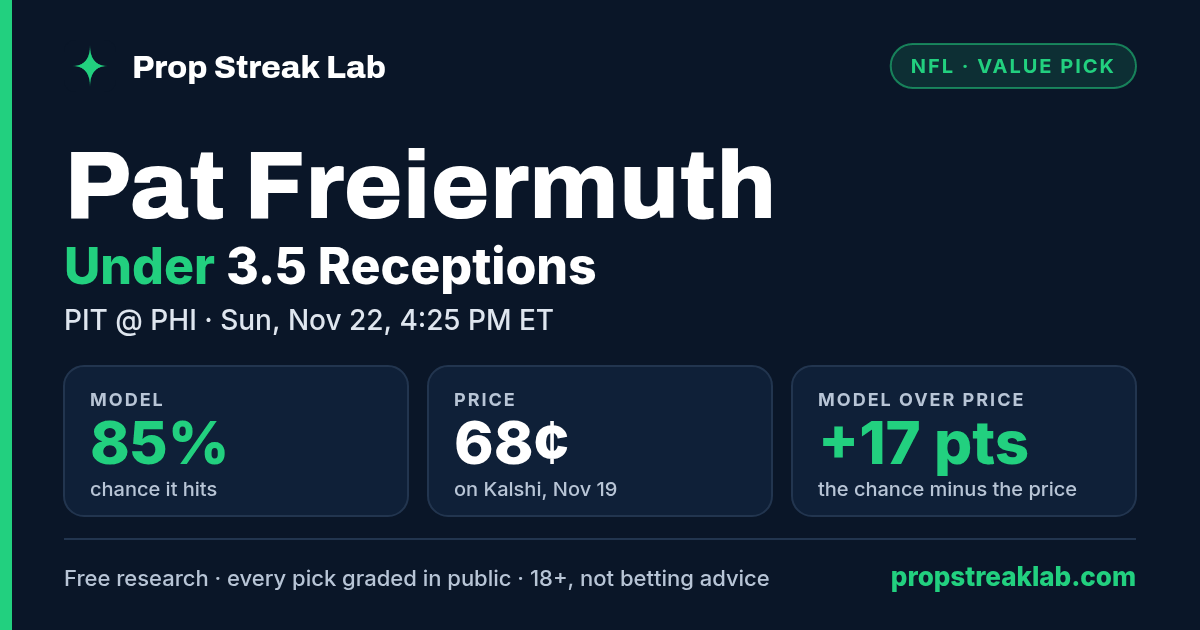 Prop Streak Lab
NFL · VALUE PICK
Pat Freiermuth
Under 3.5 Receptions
PIT @ PHI · Sun, Nov 22, 4:25 PM ET
MODEL
85%
chance it hits
PRICE
68¢
on Kalshi, Nov 19
MODEL OVER PRICE
+17 pts
the chance minus the price
Free research · every pick graded in public · 18+, not betting advice
propstreaklab.com